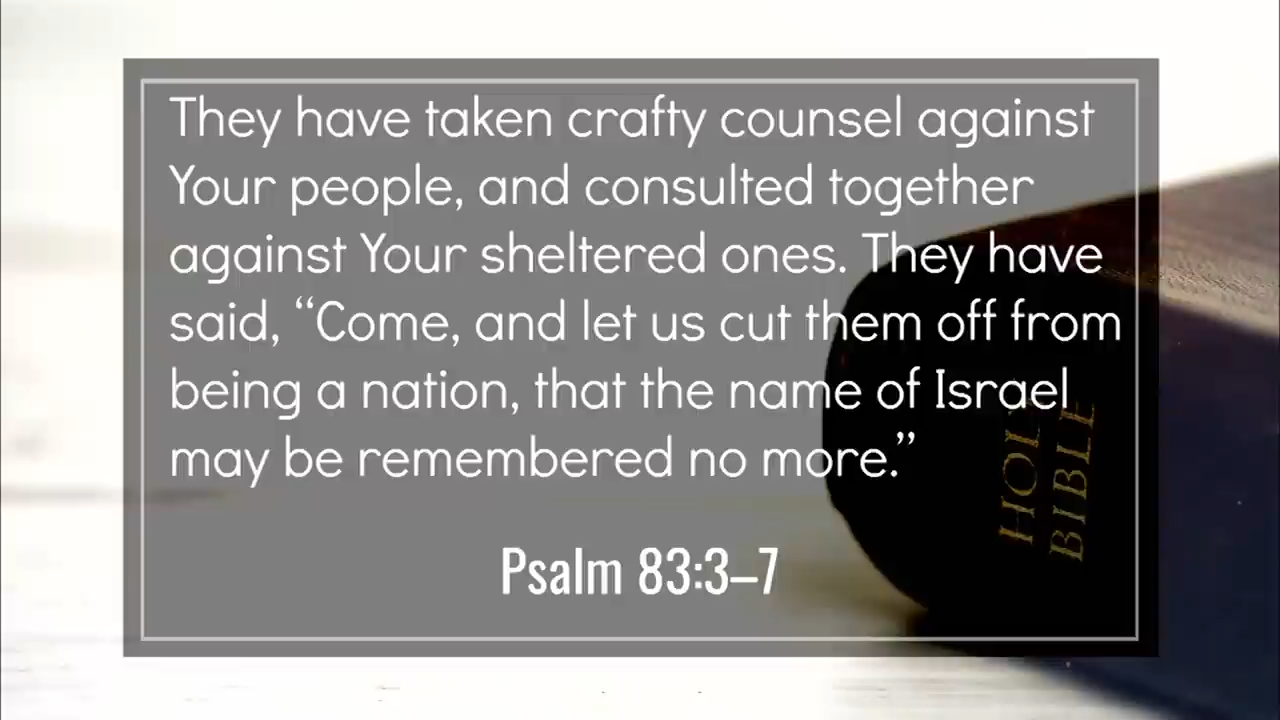 They have taken crafty counsel against
Your people, and consulted together
against Your sheltered ones. They have
said, “Come, and let us cut them off from
being a nation, that the name of Israel
may be remembered no more.”
Psalm 83:3–7
HOLY
BIBLE